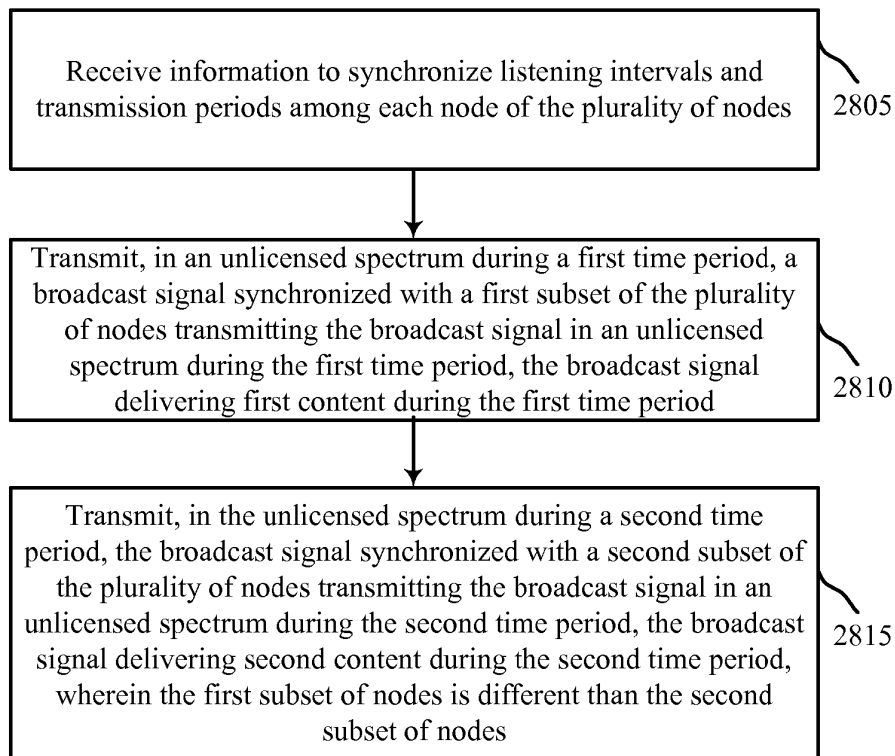 Receive information to synchronize listening intervals and
transmission periods among each node of the plurality of nodes
2805
Transmit, in an unlicensed spectrum during a first time period, a
broadcast signal synchronized with a first subset of the plurality
of nodes transmitting the broadcast signal in an unlicensed
spectrum during the first time period, the broadcast signal
delivering first content during the first time period
2810
Transmit, in the unlicensed spectrum during a second time
period, the broadcast signal synchronized with a second subset of
the plurality of nodes transmitting the broadcast signal in an
unlicensed spectrum during the second time period, the broadcast
signal delivering second content during the second time period,
wherein the first subset of nodes is different than the second
subset of nodes
2815